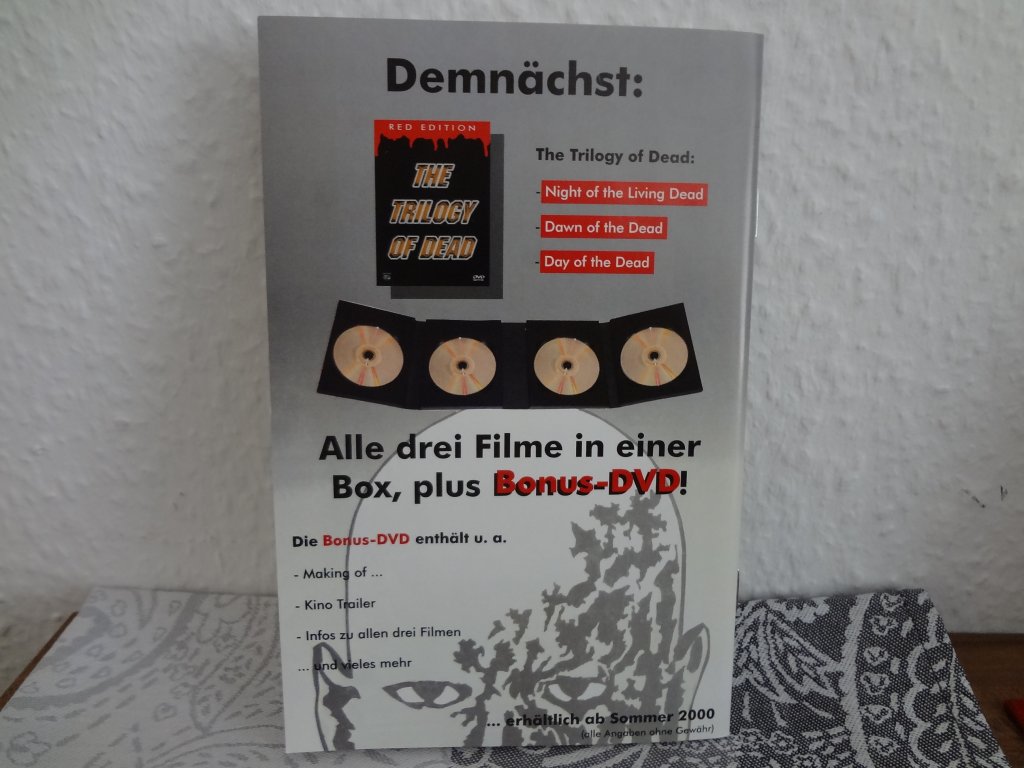 Demnächst:
RED EDITION
THE
TRILOGY
OF DEAD
DVD
The Trilogy of Dead:
- Night of the Living Dead
- Dawn of the Dead
- Day of the Dead
Alle drei Filme in einer
Box, plus Bonus-DVD!
Die Bonus-DVD enthält u. a.
- Making of ...
- Kino Trailer
- Infos zu allen drei Filmen
... und vieles mehr
... erhältlich ab Sommer 2000
(alle Angaben ohne Gewähr)